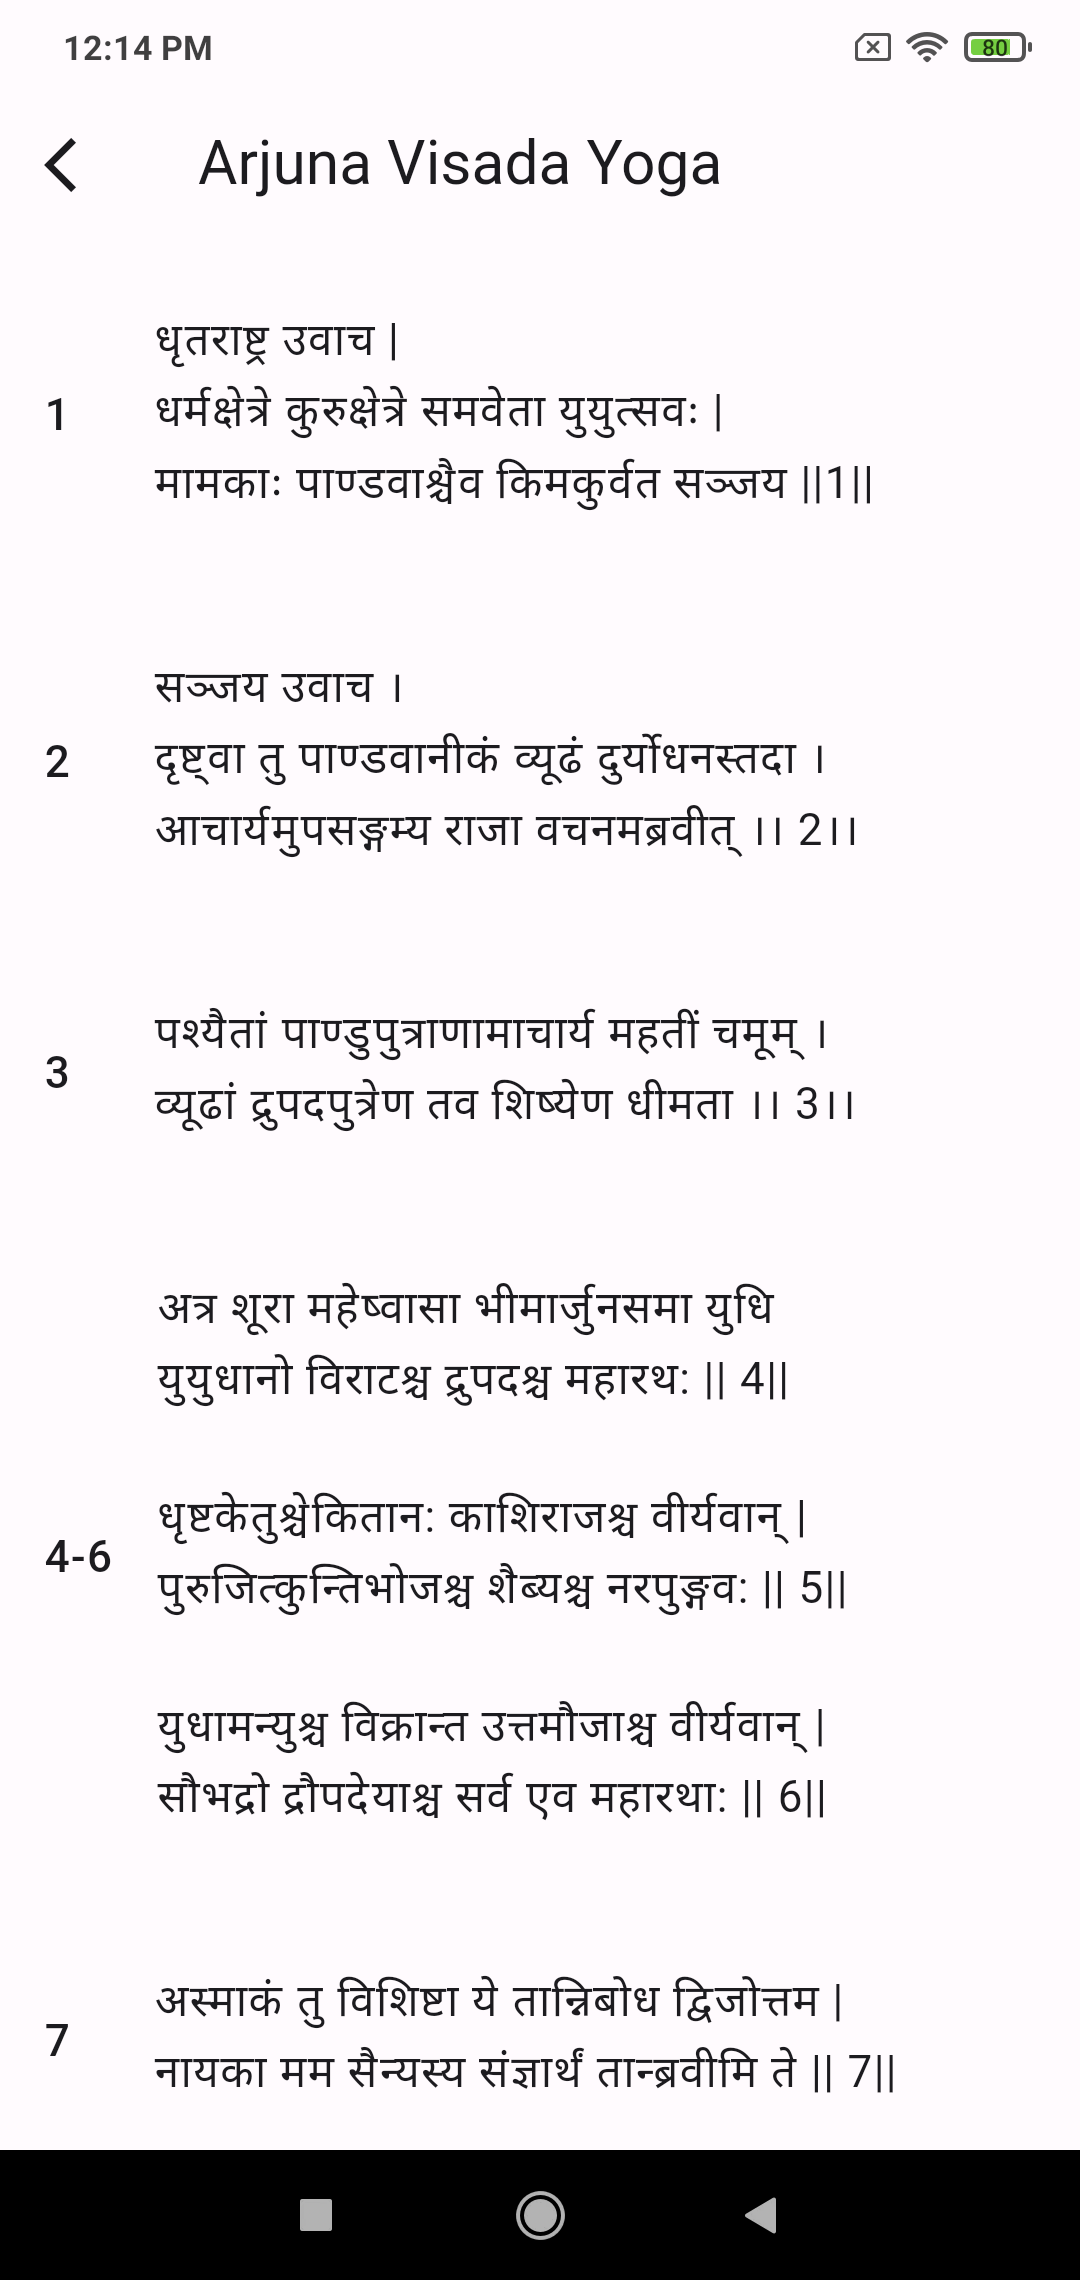 12:14 PM
80
Arjuna Visada Yoga
धृतराष्ट्र उवाच |
1
धर्मक्षेत्रे कुरुक्षेत्रे समवेता युयुत्सवः |
मामकाः पाण्डवाश्चैव किमकुर्वत सञ्जय ||1||
सञ्जय उवाच ।
2
दृष्ट्वा तु पाण्डवानीकं व्यूढं दुर्योधनस्तदा ।
आचार्यमुपसङ्गम्य राजा वचनमब्रवीत् ।। 2।।
पश्यैतां पाण्डुपुत्राणामाचार्य महतीं चमूम् ।
3
व्यूढां द्रुपदपुत्रेण तव शिष्येण धीमता ।। 3।।
अत्र शूरा महेष्वासा भीमार्जुनसमा युधि
युयुधानो विराटश्च द्रुपदश्च महारथ: || 4||
धृष्टकेतुश्चेकितान: काशिराजश्च वीर्यवान् |
4-6
पुरुजित्कुन्तिभोजश्च शैब्यश्च नरपुङ्गव: || 5||
युधामन्युश्च विक्रान्त उत्तमौजाश्च वीर्यवान् |
सौभद्रो द्रौपदेयाश्च सर्व एव महारथा: || 6||
अस्माकं तु विशिष्टा ये तान्निबोध द्विजोत्तम |
7
नायका मम सैन्यस्य संज्ञार्थं तान्ब्रवीमि ते || 7||